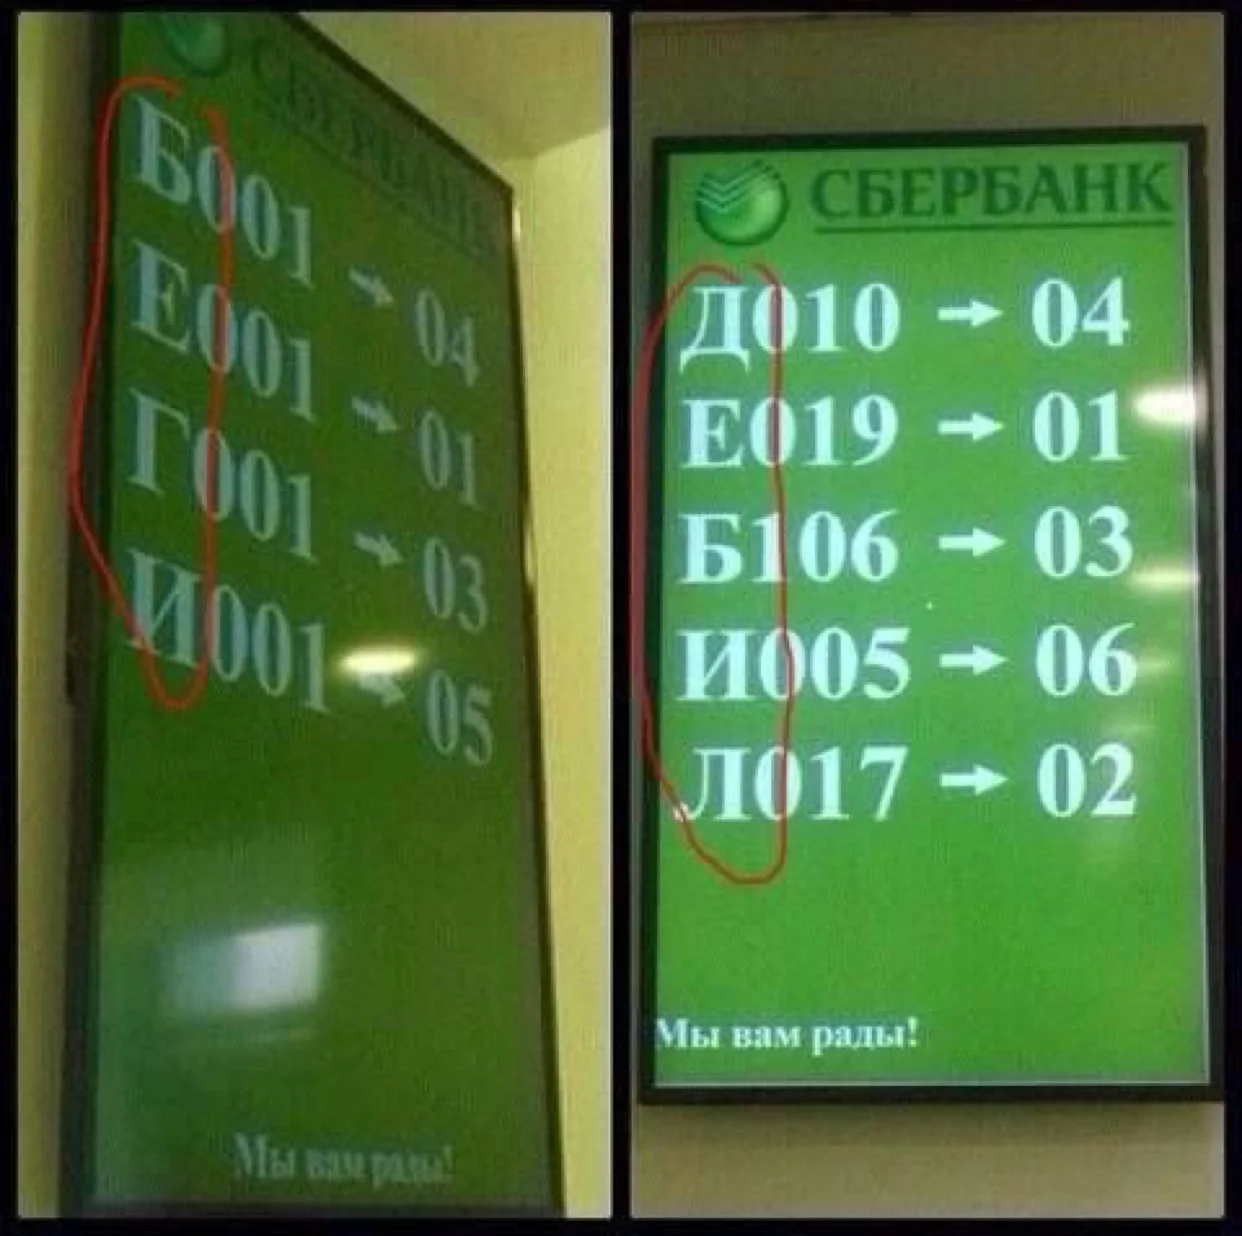 СБЕРБАНК
Б001 → 04
Е001 → 01
Г001 → 03
И001 → 05
Мы вам рады!
СБЕРБАНК
Д010 → 04
Е019 → 01
Б106 → 03
И005 → 06
Л017 → 02
Мы вам рады!